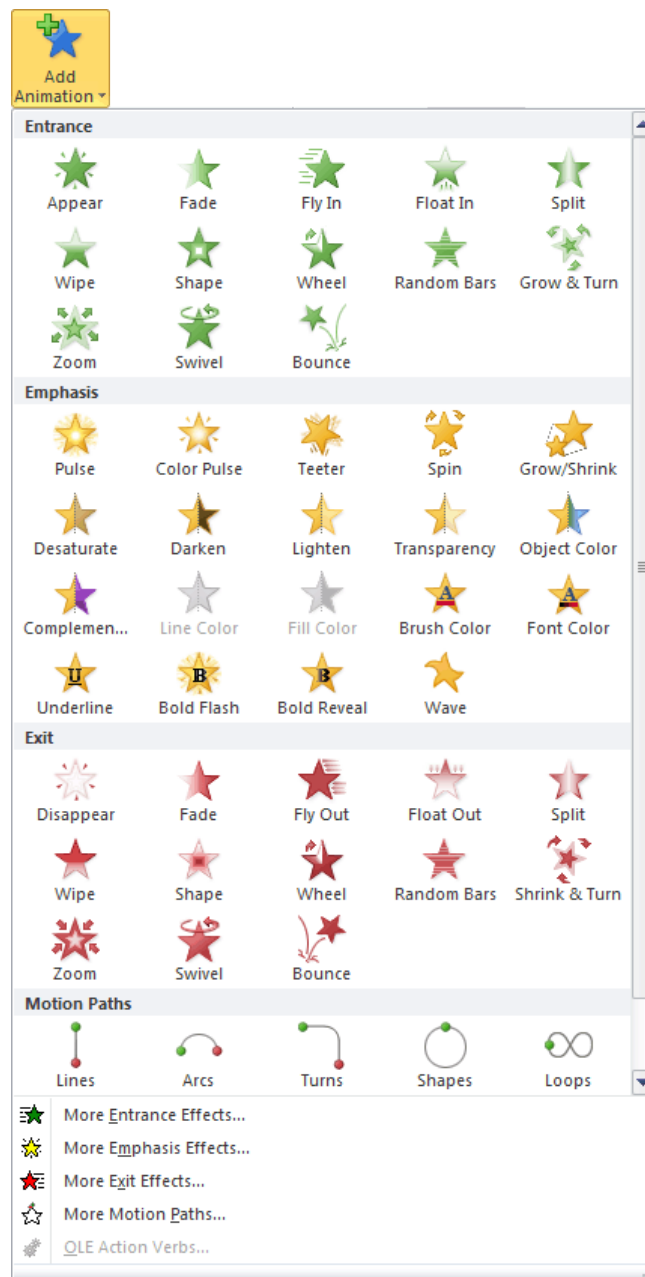 Add
Animation
Entrance
Appear Fade Fly In Float In Split
Wipe Shape Wheel Random Bars Grow & Turn
Zoom Swivel Bounce
Emphasis
Pulse Color Pulse Teeter Spin Grow/Shrink
Desaturate Darken Lighten Transparency Object Color
Complemen... Line Color Fill Color Brush Color Font Color
Underline Bold Flash Bold Reveal Wave
Exit
Disappear Fade Fly Out Float Out Split
Wipe Shape Wheel Random Bars Shrink & Turn
Zoom Swivel Bounce
Motion Paths
Lines Arcs Turns Shapes Loops
More Entrance Effects...
More Emphasis Effects...
More Exit Effects...
More Motion Paths...
OLE Action Verbs...